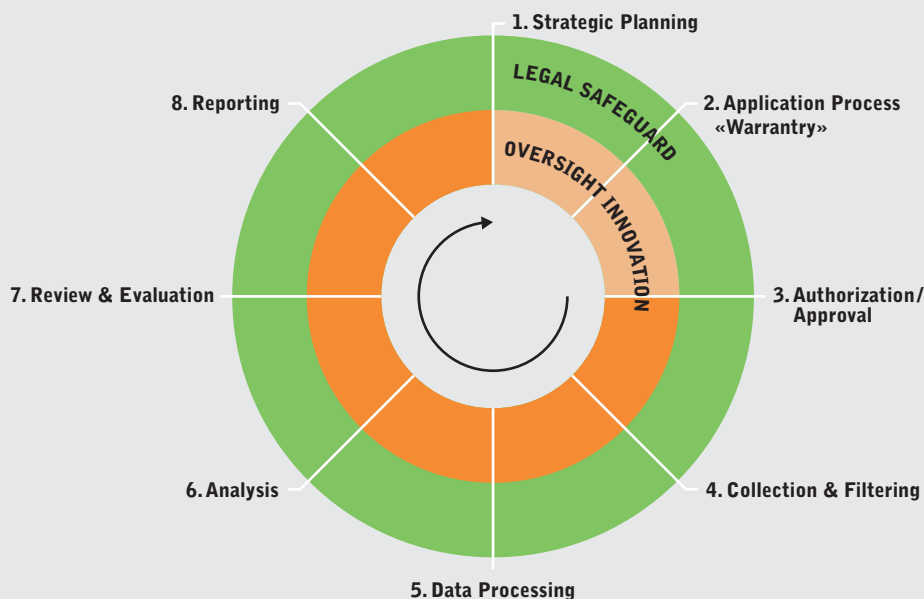 1. Strategic Planning
LEGAL SAFEGUARD
OVERSIGHT INNOVATION
2. Application Process
«Warrantry»
3. Authorization/
Approval
4. Collection & Filtering
5. Data Processing
6. Analysis
7. Review & Evaluation
8. Reporting